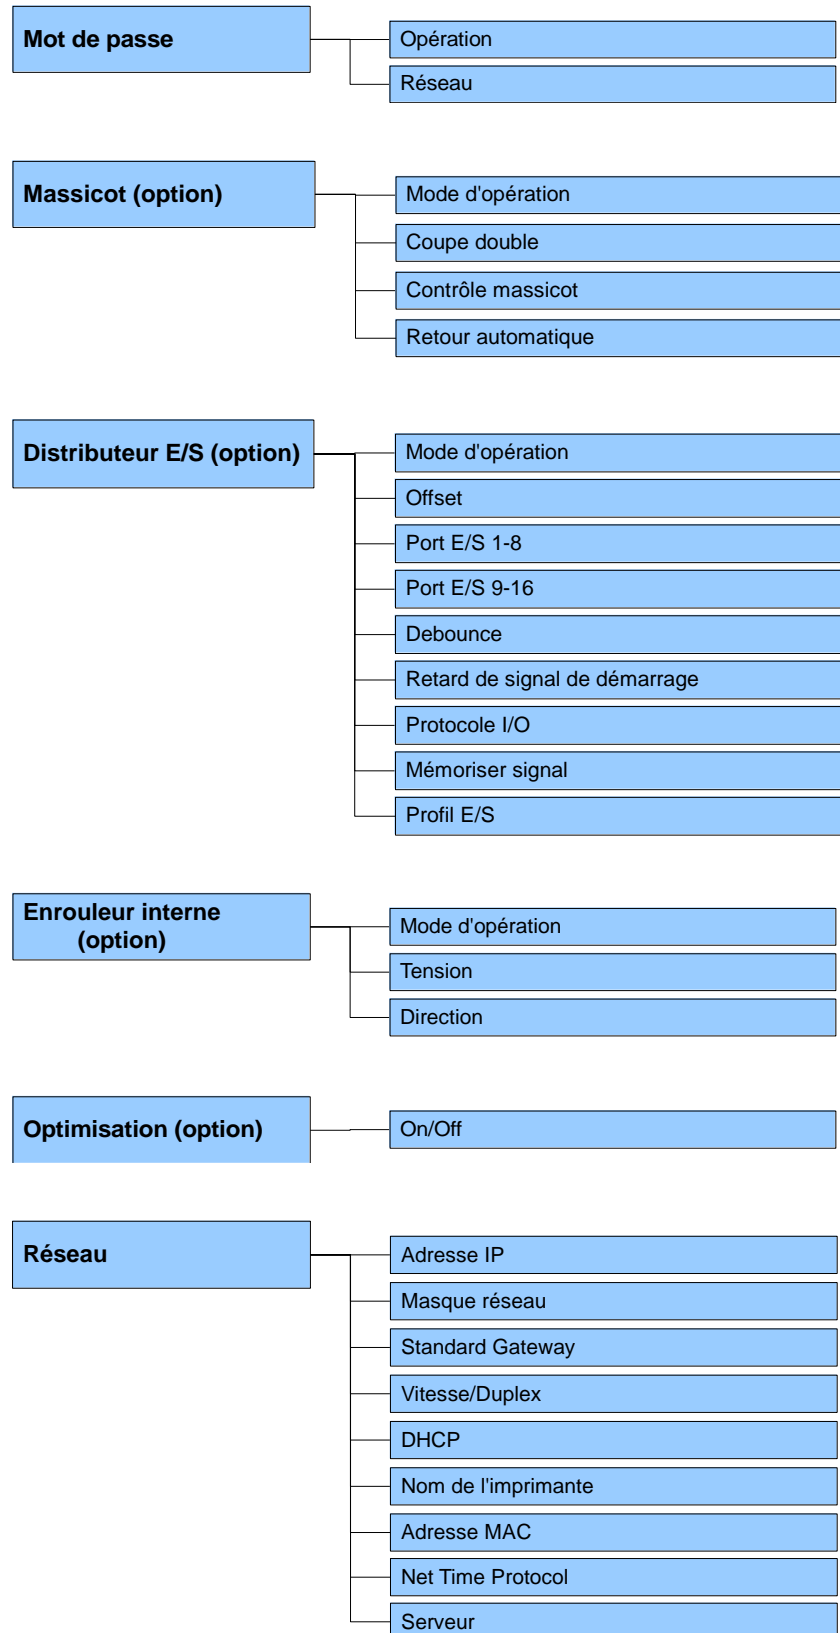 Mot de passe
Opération
Réseau
Massicot (option)
Mode d'opération
Coupe double
Contrôle massicot
Retour automatique
Distributeur E/S (option)
Mode d'opération
Offset
Port E/S 1-8
Port E/S 9-16
Debounce
Retard de signal de démarrage
Protocole I/O
Mémoriser signal
Profil E/S
Enrouleur interne
(option)
Mode d'opération
Tension
Direction
Optimisation (option)
On/Off
Réseau
Adresse IP
Masque réseau
Standard Gateway
Vitesse/Duplex
DHCP
Nom de l'imprimante
Adresse MAC
Net Time Protocol
Serveur